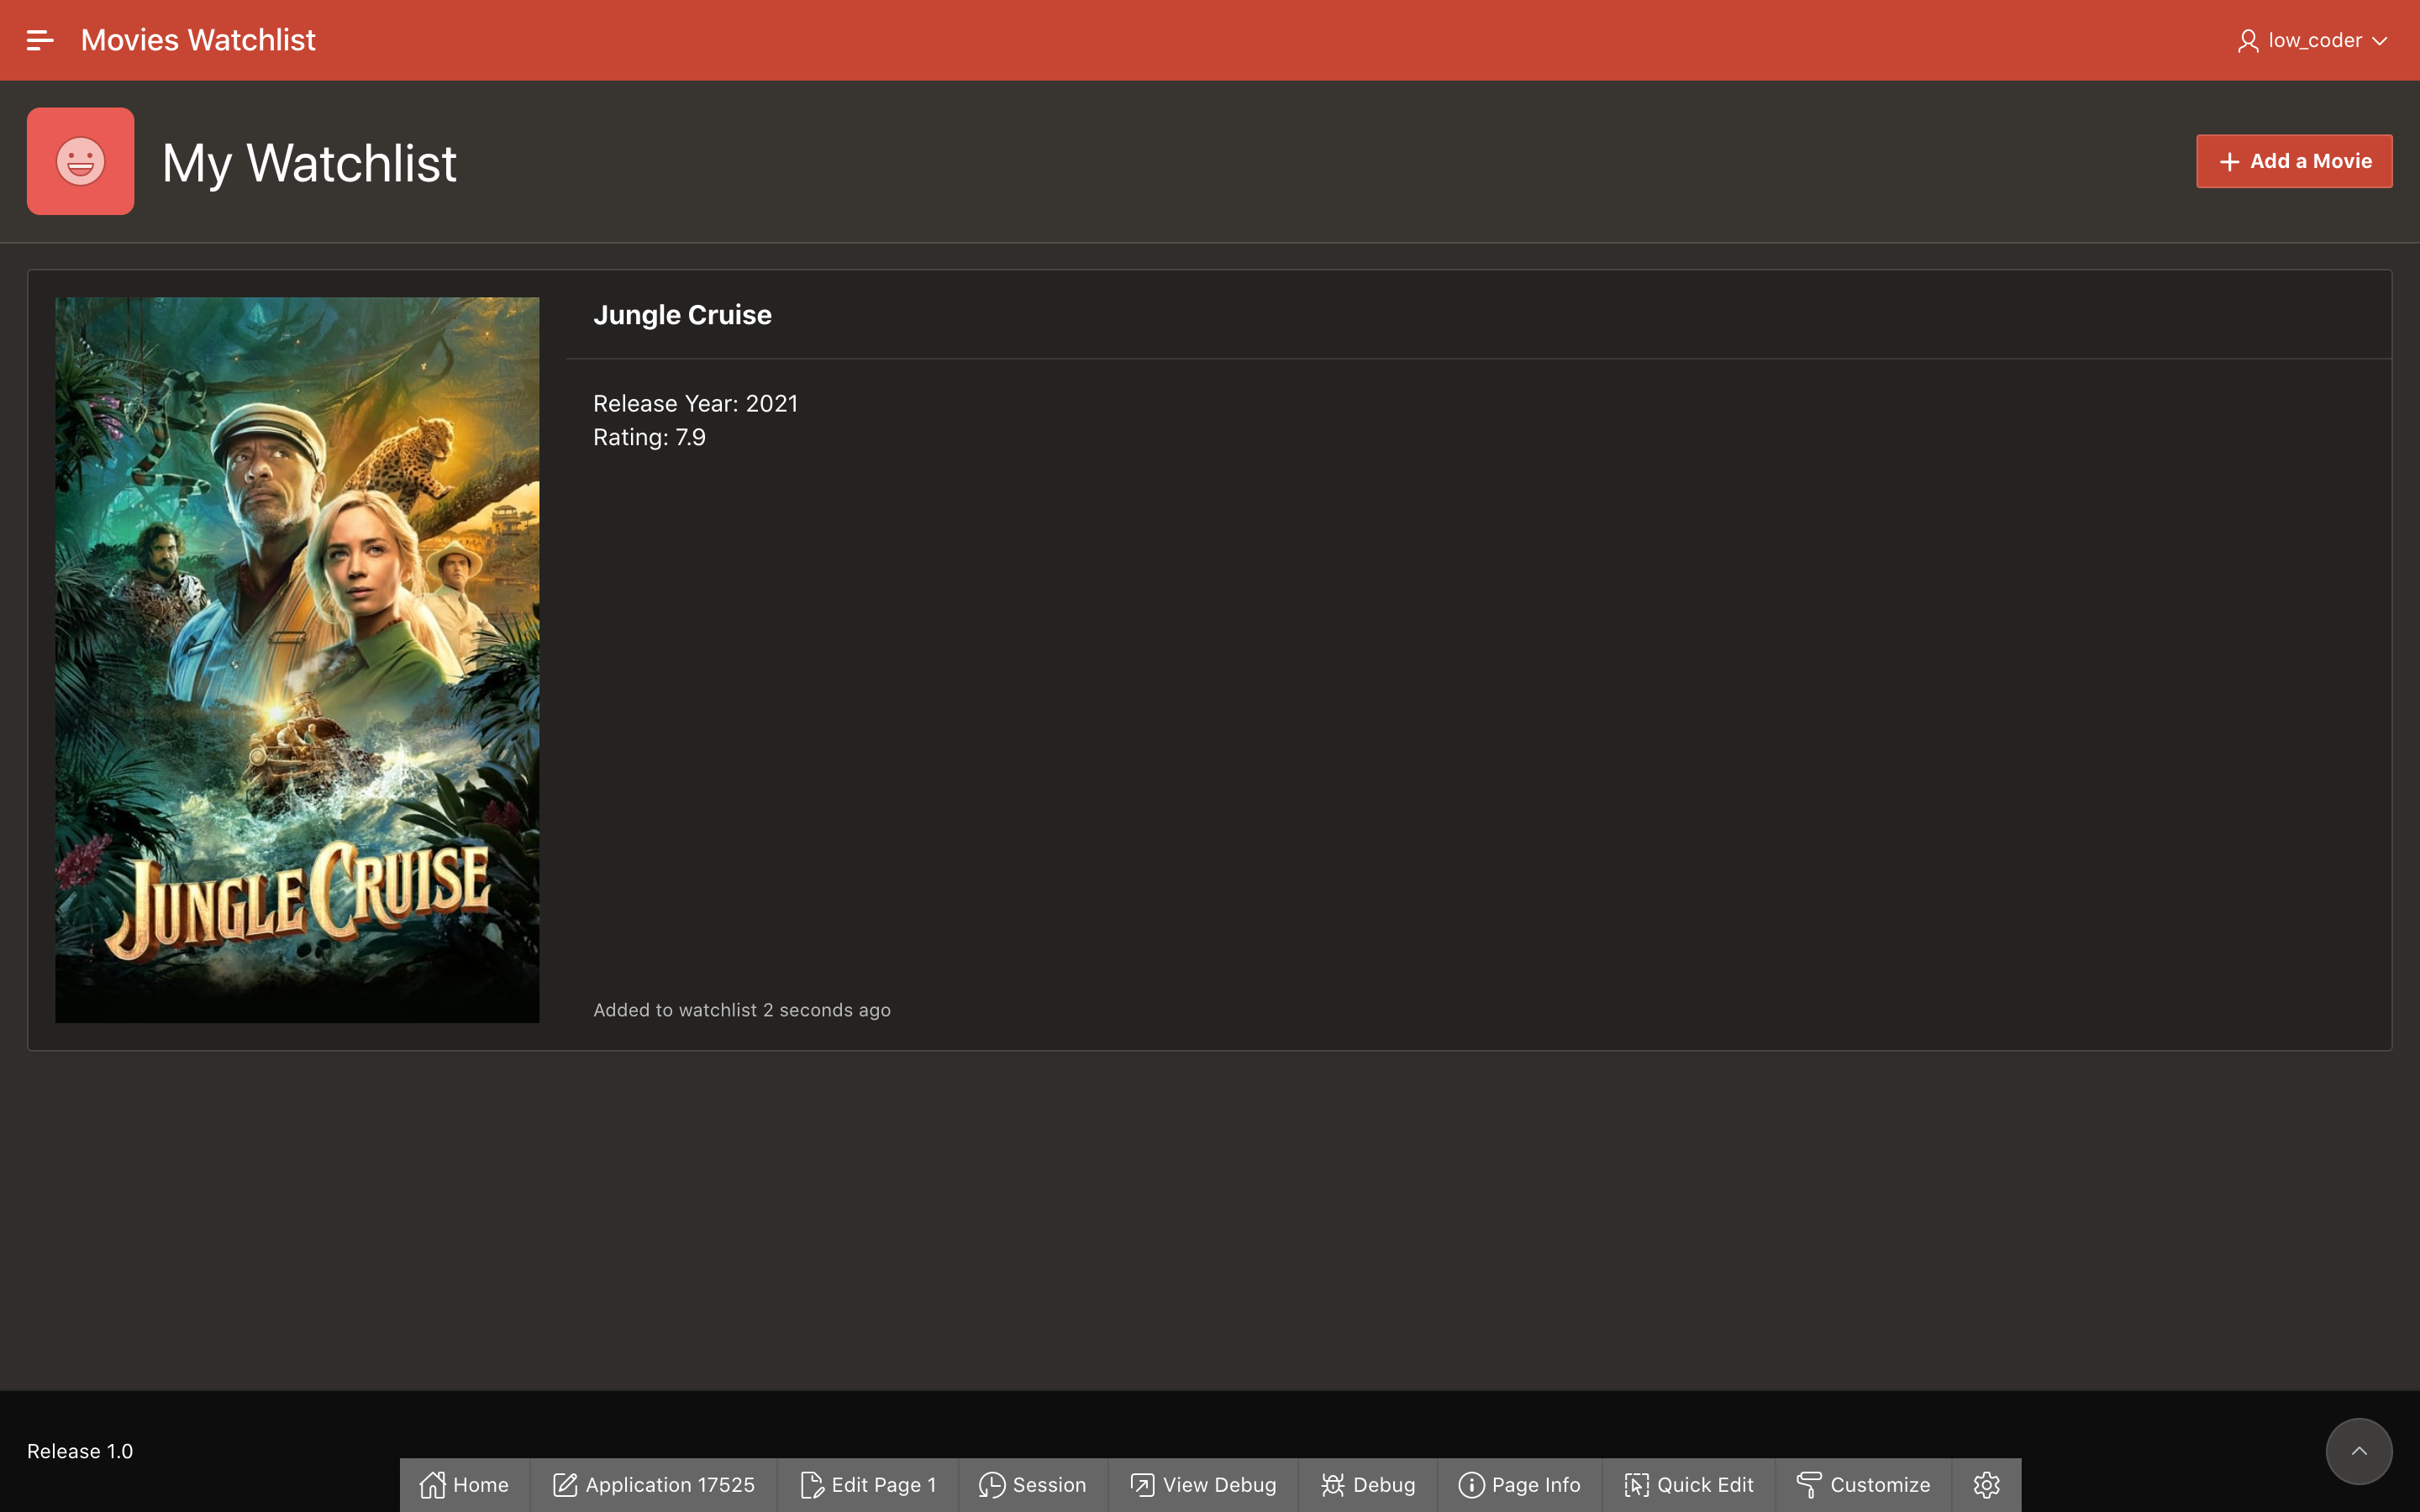 Movies Watchlist
low_coder
My Watchlist
Add a Movie
Jungle Cruise
Release Year: 2021
Rating: 7.9
JUNGLE CRUISE
Added to watchlist 2 seconds ago
Release 1.0
Home
Application 17525
Edit Page 1
Session
View Debug
Debug
Page Info
Quick Edit
Customize